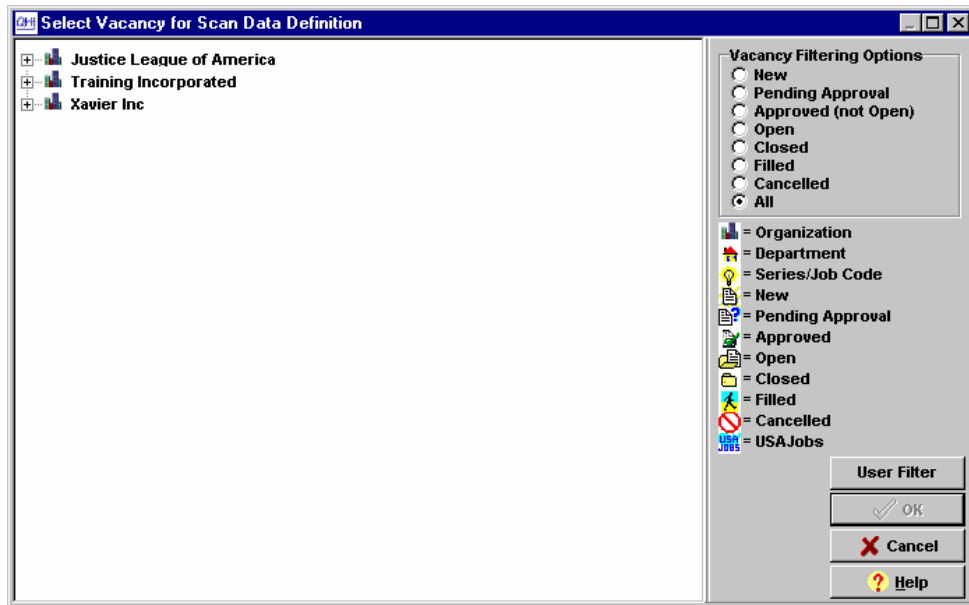 Select Vacancy for Scan Data Definition
Justice League of America
Training Incorporated
Xavier Inc
Vacancy Filtering Options
New
Pending Approval
Approved (not Open)
Open
Closed
Filled
Cancelled
All
= Organization
= Department
= Series/Job Code
= New
= Pending Approval
= Approved
= Open
= Closed
= Filled
= Cancelled
USA JOBS = USAJobs
User Filter
OK
Cancel
Help